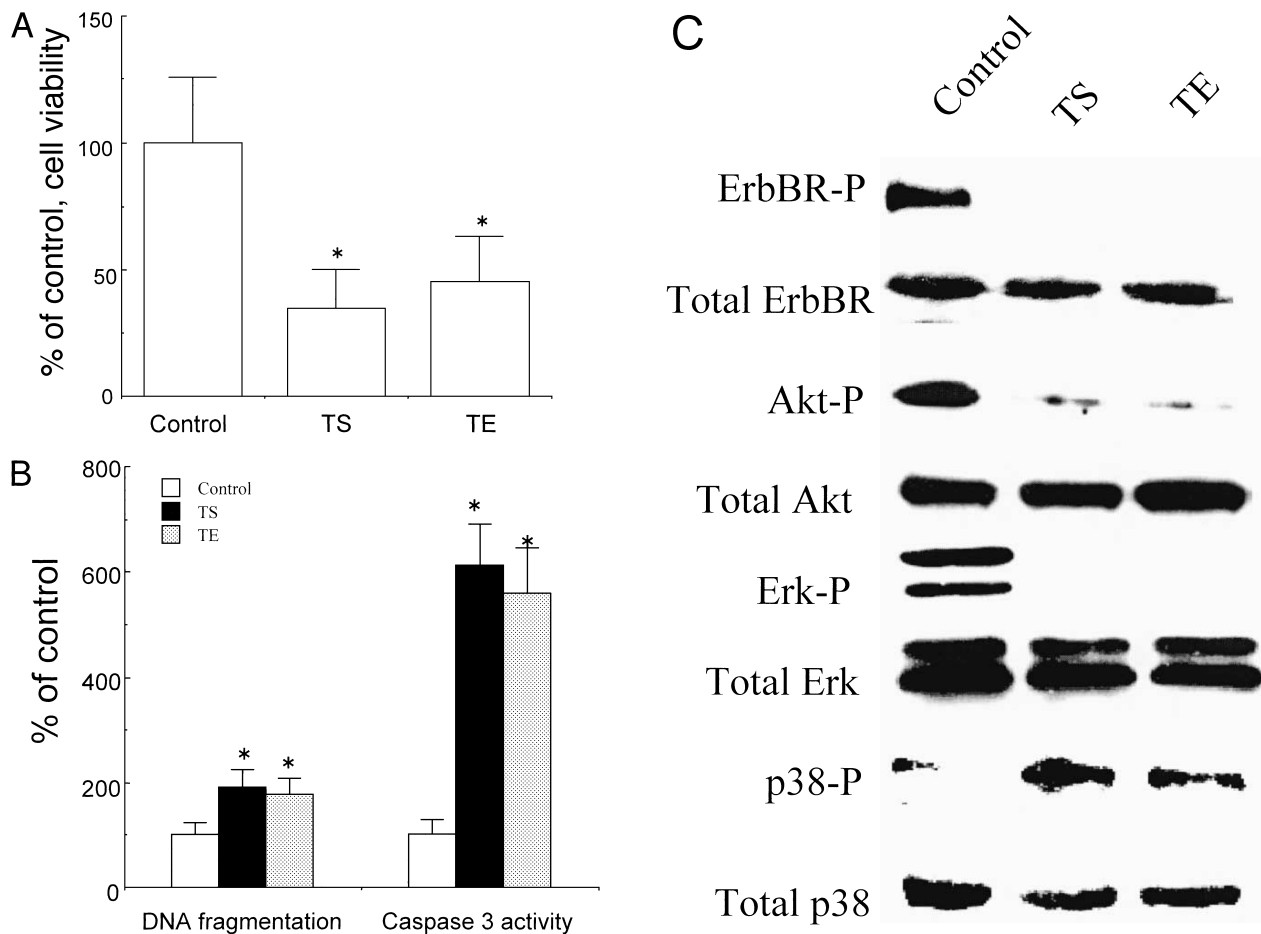 A
% of control, cell viability
150
100
50
0
Control TS TE
*
*
B
% of control
800
600
400
200
0
Control
TS
TE
*
*
*
*
DNA fragmentation Caspase 3 activity
C
Control TS TE
ErbBR-P
Total ErbBR
Akt-P
Total Akt
Erk-P
Total Erk
p38-P
Total p38